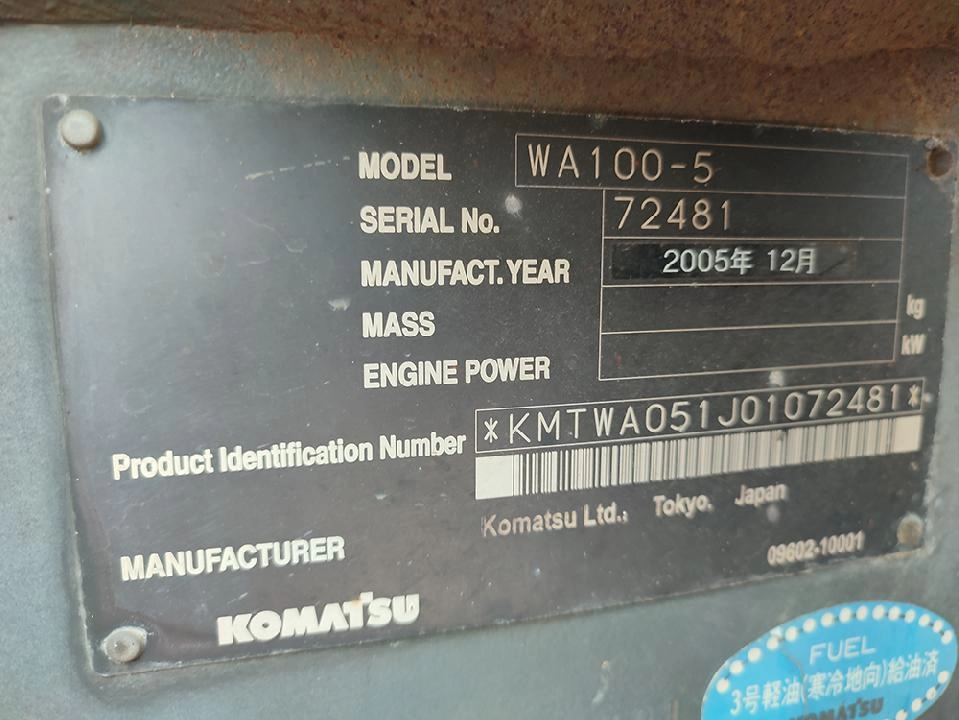 MODEL WA100-5
SERIAL No. 72481
MANUFACT. YEAR 2005年 12月
MASS kg
ENGINE POWER kW
Product Identification Number *KMTWA051J01072481*
Komatsu Ltd., Tokyo, Japan
MANUFACTURER
09602-10001
KOMATSU
FUEL
3号軽油(寒冷地向)給油済
KOMATSU